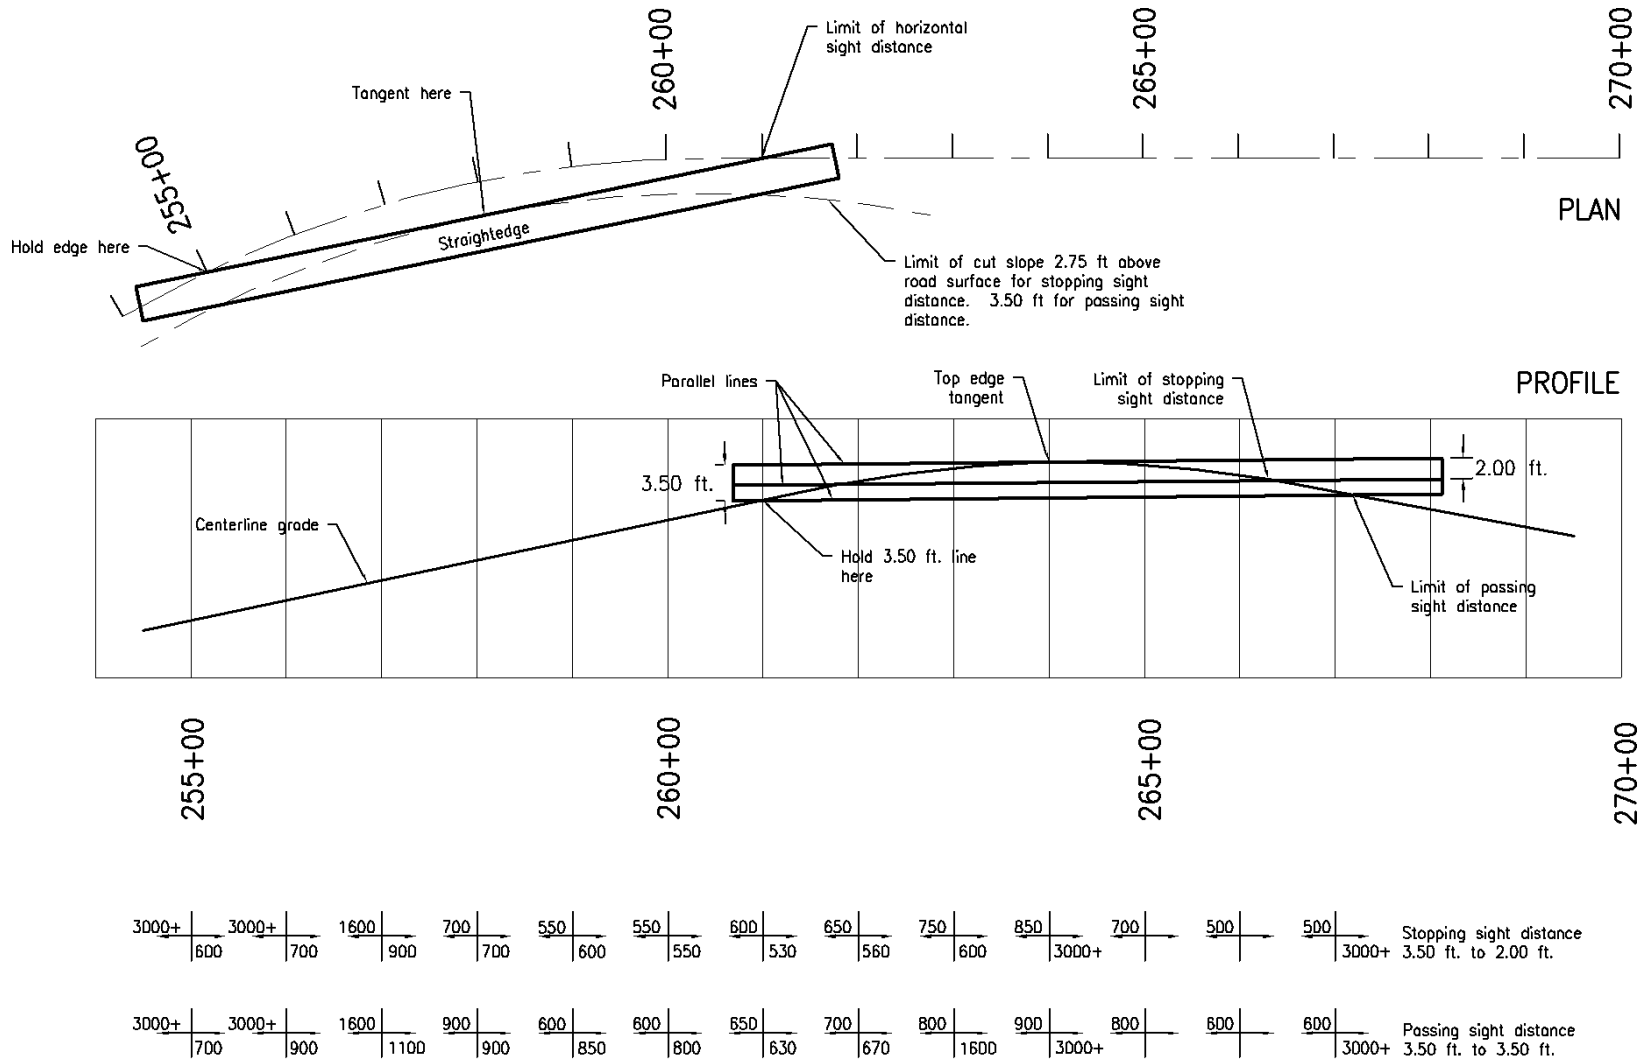 Limit of horizontal
sight distance
260+00
265+00
270+00
Tangent here
255+00
Hold edge here
Straightedge
PLAN
Limit of cut slope 2.75 ft above
road surface for stopping sight
distance. 3.50 ft for passing sight
distance.
PROFILE
Parallel lines
Top edge
tangent
Limit of stopping
sight distance
3.50 ft.
2.00 ft.
Centerline grade
Hold 3.50 ft. line
here
Limit of passing
sight distance
255+00
260+00
265+00
270+00
3000+ 3000+ 1600 700 550 550 600 650 750 850 700 500 500 Stopping sight distance
600 700 900 700 600 550 530 560 600 3000+ 3000+ 3.50 ft. to 2.00 ft.
3000+ 3000+ 1600 900 600 600 650 700 800 900 800 600 600 Passing sight distance
700 900 1100 900 850 800 630 670 1600 3000+ 3000+ 3.50 ft. to 3.50 ft.